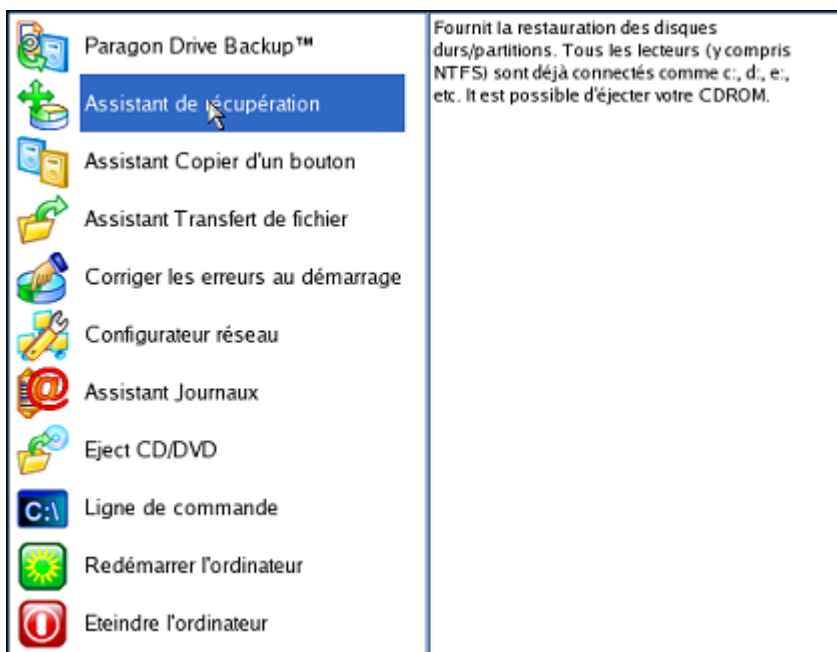 Paragon Drive Backup™
Assistant de récupération
Assistant Copier d'un bouton
Assistant Transfert de fichier
Corriger les erreurs au démarrage
Configurateur réseau
Assistant Journaux
Eject CD/DVD
C:\
Ligne de commande
Redémarrer l'ordinateur
Eteindre l'ordinateur
Fournit la restauration des disques
durs/partitions. Tous les lecteurs (y compris
NTFS) sont déjà connectés comme c:, d:, e:,
etc. It est possible d'éjecter votre CDROM.